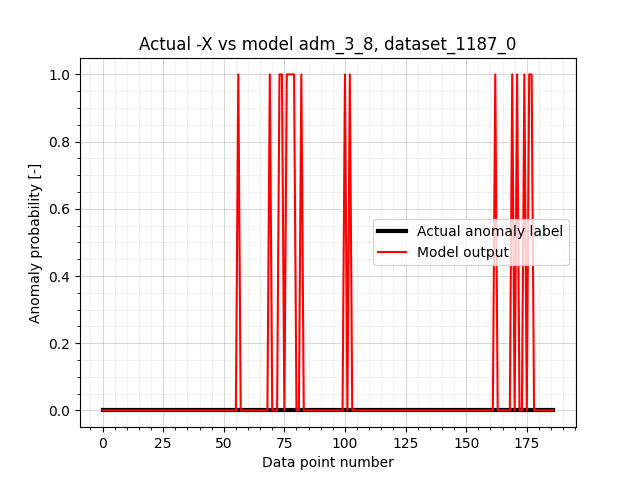 Actual -X vs model adm_3_8, dataset_1187_0
Anomaly probability [-]
1.0
0.8
0.6
0.4
0.2
0.0
Actual anomaly label
Model output
0 25 50 75 100 125 150 175
Data point number